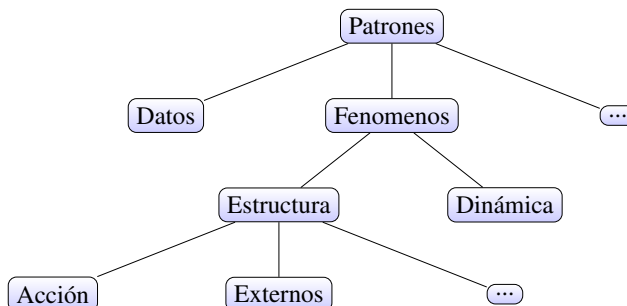 Patrones
Datos Fenomenos ...
Estructura Dinámica
Acción Externos ...